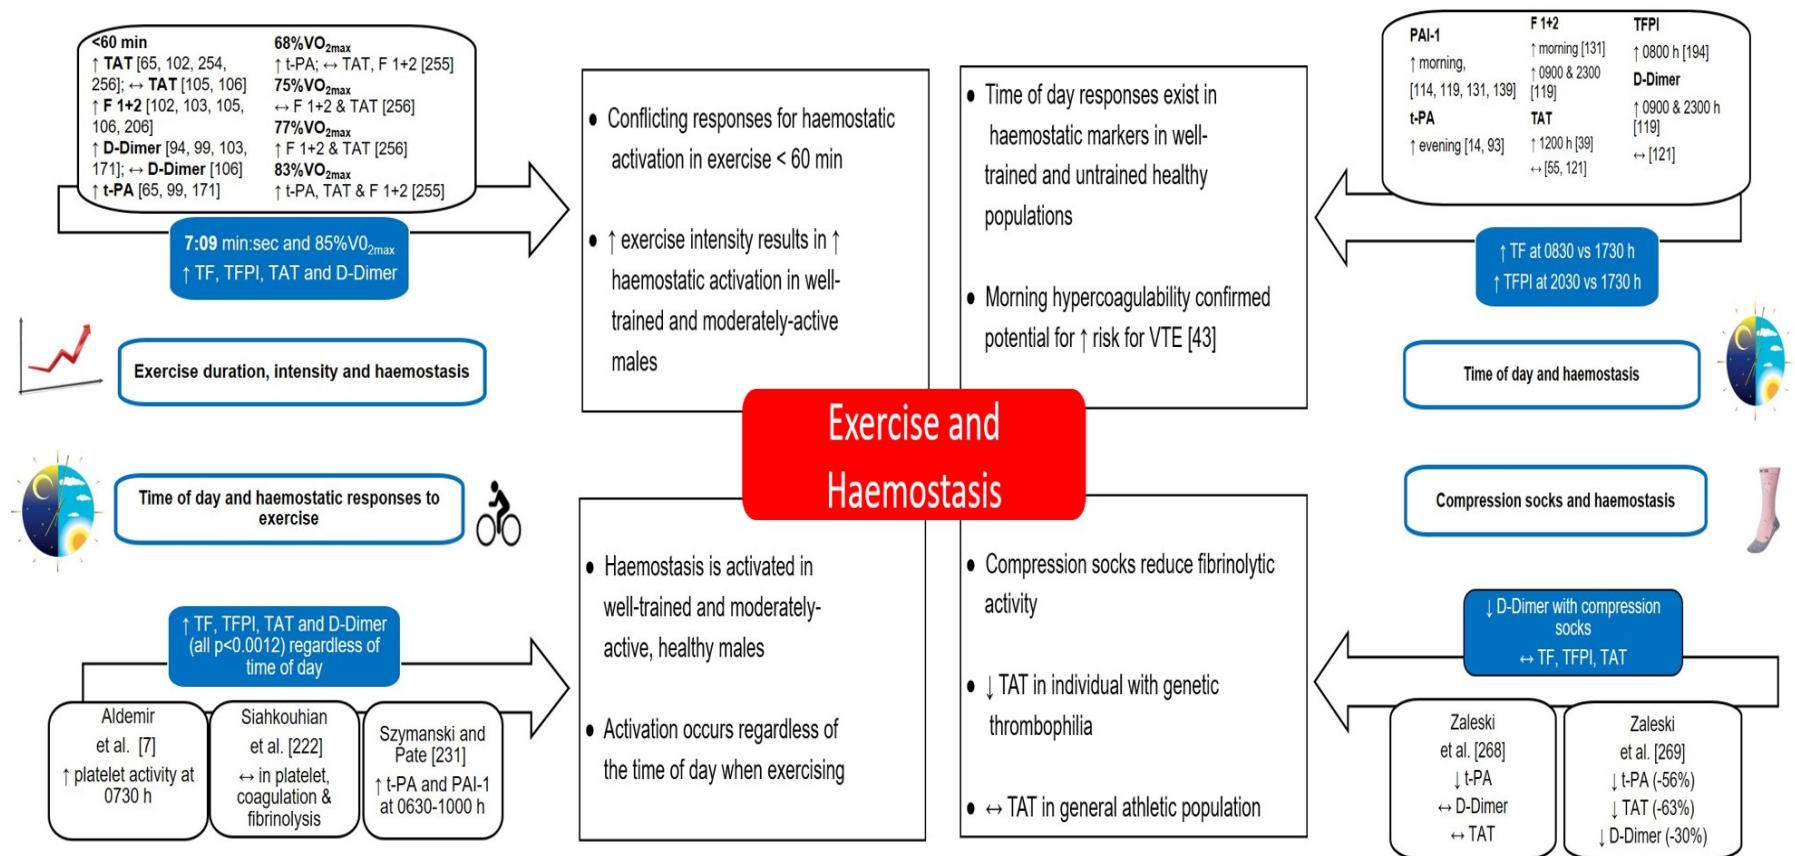 <60 min
↑ TAT [65, 102, 254,
256]; ↔ TAT [105, 106]
↑ F 1+2 [102, 103, 105,
106, 206]
↑ D-Dimer [94, 99, 103,
171]; ↔ D-Dimer [106]
↑ t-PA [65, 99, 171]
68%VO2max
↑ t-PA; ↔ TAT, F 1+2 [255]
75%VO2max
↔ F 1+2 & TAT [256]
77%VO2max
↑ F 1+2 & TAT [256]
83%VO2max
↑ t-PA, TAT & F 1+2 [255]
7:09 min:sec and 85%V02max
↑ TF, TFPI, TAT and D-Dimer
Exercise duration, intensity and haemostasis
● Conflicting responses for haemostatic
activation in exercise < 60 min
● ↑ exercise intensity results in ↑
haemostatic activation in well-
trained and moderately-active
males
● Time of day responses exist in
haemostatic markers in well-
trained and untrained healthy
populations
● Morning hypercoagulability confirmed
potential for ↑ risk for VTE [43]
PAI-1
↑ morning,
[114, 119, 131, 139]
t-PA
↑ evening [14, 93]
F 1+2
↑ morning [131]
↑ 0900 & 2300
[119]
TAT
↑ 1200 h [39]
↔ [55, 121]
TFPI
↑ 0800 h [194]
D-Dimer
↑ 0900 & 2300 h
[119]
↔ [121]
↑ TF at 0830 vs 1730 h
↑ TFPI at 2030 vs 1730 h
Time of day and haemostasis
Exercise and
Haemostasis
Time of day and haemostatic responses to
exercise
↑ TF, TFPI, TAT and D-Dimer
(all p<0.0012) regardless of
time of day
Aldemir
et al. [7]
↑ platelet activity at
0730 h
Siahkouhian
et al. [222]
↔ in platelet,
coagulation &
fibrinolysis
Szymanski and
Pate [231]
↑ t-PA and PAI-1
at 0630-1000 h
● Haemostasis is activated in
well-trained and moderately-
active, healthy males
● Activation occurs regardless of
the time of day when exercising
● Compression socks reduce fibrinolytic
activity
● ↓ TAT in individual with genetic
thrombophilia
● ↔ TAT in general athletic population
Compression socks and haemostasis
↓ D-Dimer with compression
socks
↔ TF, TFPI, TAT
Zaleski
et al. [268]
↓ t-PA
↔ D-Dimer
↔ TAT
Zaleski
et al. [269]
↓ t-PA (-56%)
↓ TAT (-63%)
↓ D-Dimer (-30%)